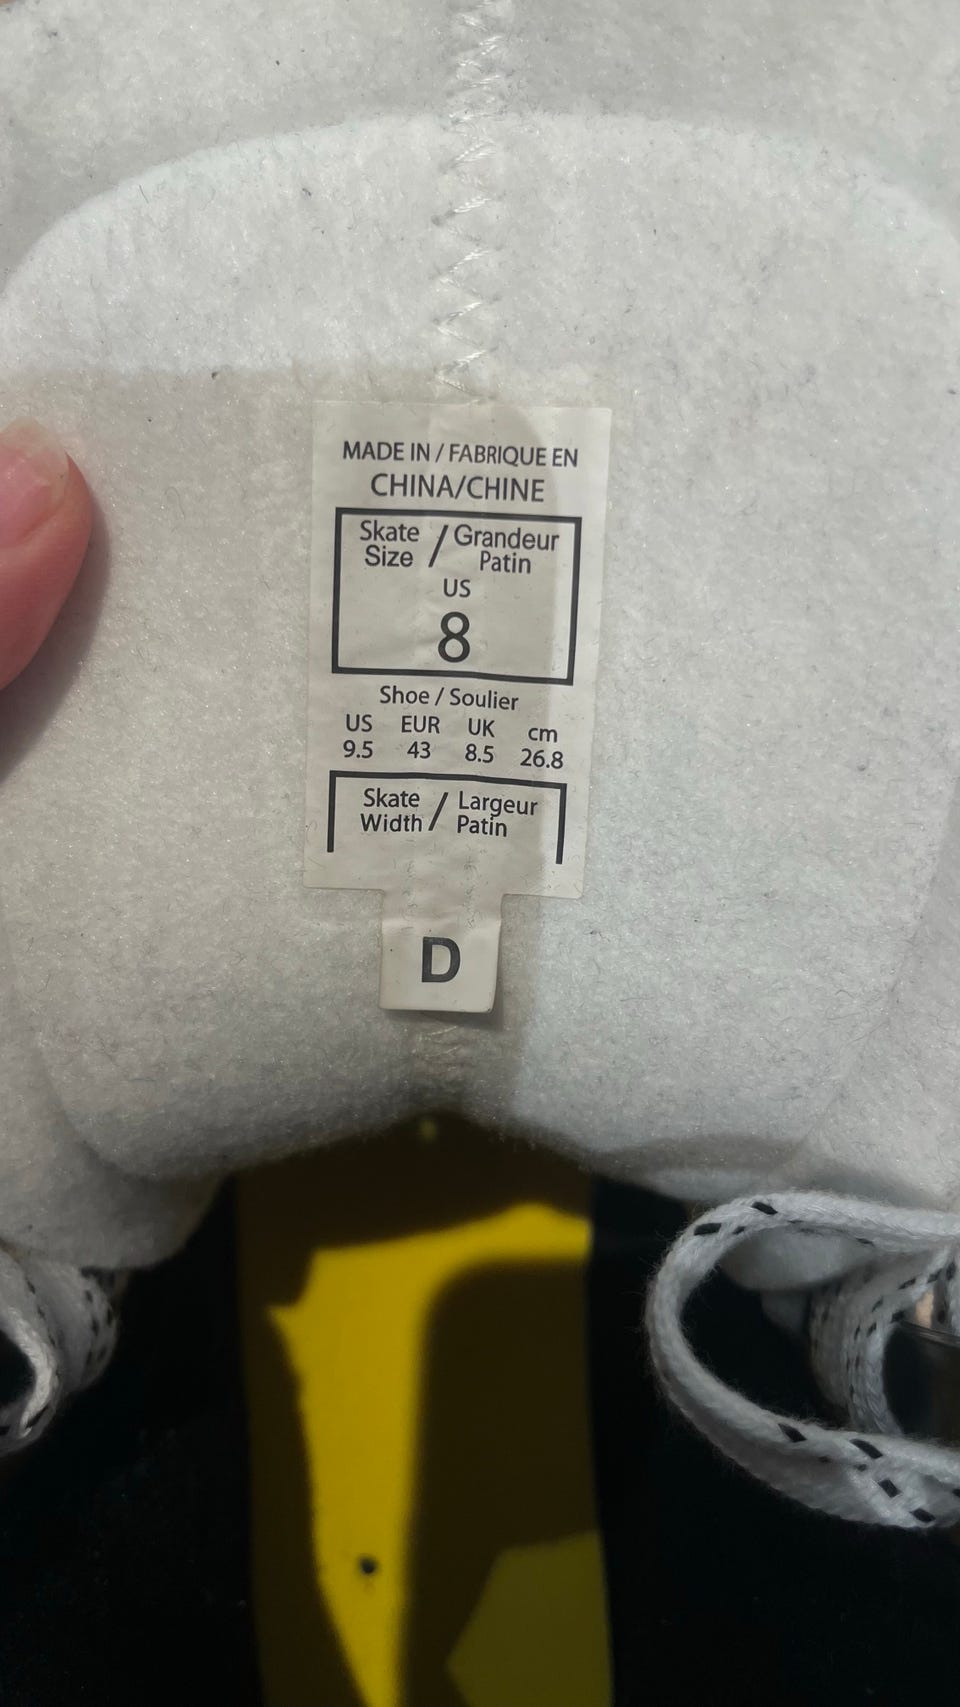 MADE IN / FABRIQUE EN
CHINA/CHINE
Skate Size / Grandeur Patin
US
8
Shoe / Soulier
US EUR UK cm
9.5 43 8.5 26.8
Skate Width / Largeur Patin
D